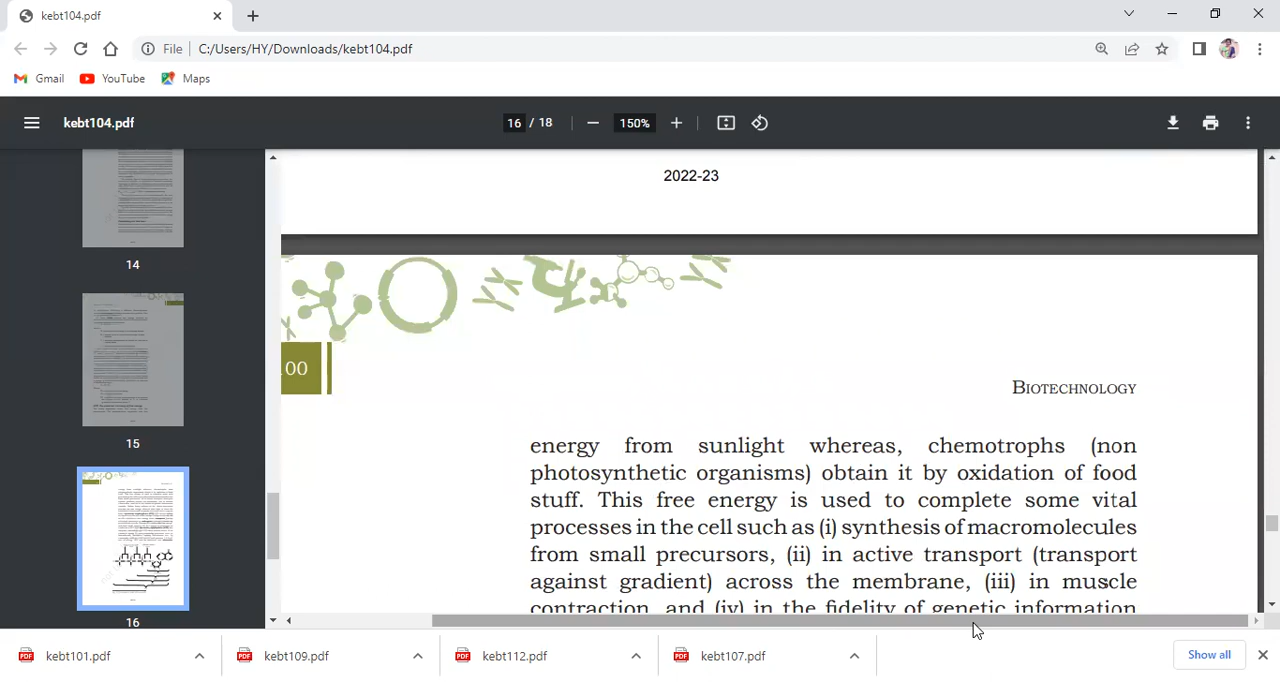 kebt104.pdf
File
C:/Users/HY/Downloads/kebt104.pdf
Gmail
YouTube
Maps
kebt104.pdf
16 / 18
150%
14
15
16
2022-23
00
BIOTECHNOLOGY
energy from sunlight whereas, chemotrophs (non
photosynthetic organisms) obtain it by oxidation of food
stuff. This free energy is used to complete some vital
processes in the cell such as (i) synthesis of macromolecules
from small precursors, (ii) in active transport (transport
against gradient) across the membrane, (iii) in muscle
contraction, and (iv) in the fidelity of genetic information
kebt101.pdf
kebt109.pdf
kebt112.pdf
kebt107.pdf
Show all